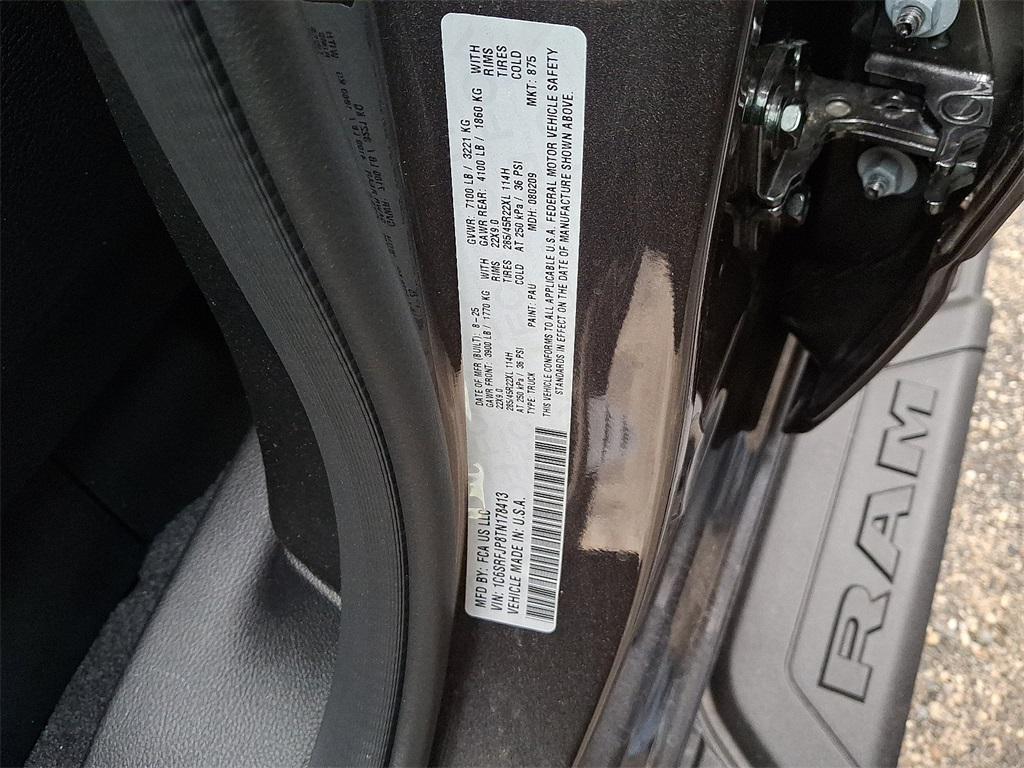 MFD BY: FCA US LLC
DATE OF MFR (BUILT): 8-25
GVWR: 7100 LB / 3221 KG
GAWR FRONT: 3900 LB / 1770 KG WITH
GAWR REAR: 4100 LB / 1860 KG WITH
22X9.0 RIMS
22X9.0 RIMS
285/45R22XL 114H TIRES
285/45R22XL 114H TIRES
AT 250 kPa / 36 PSI COLD
AT 250 kPa / 36 PSI COLD
VIN: 1C6SRFJP8TN178413
TYPE: TRUCK
PAINT: PAU
MDH: 080209
MKT: 875
VEHICLE MADE IN: U.S.A.
THIS VEHICLE CONFORMS TO ALL APPLICABLE U.S.A. FEDERAL MOTOR VEHICLE SAFETY
STANDARDS IN EFFECT ON THE DATE OF MANUFACTURE SHOWN ABOVE.
RAM